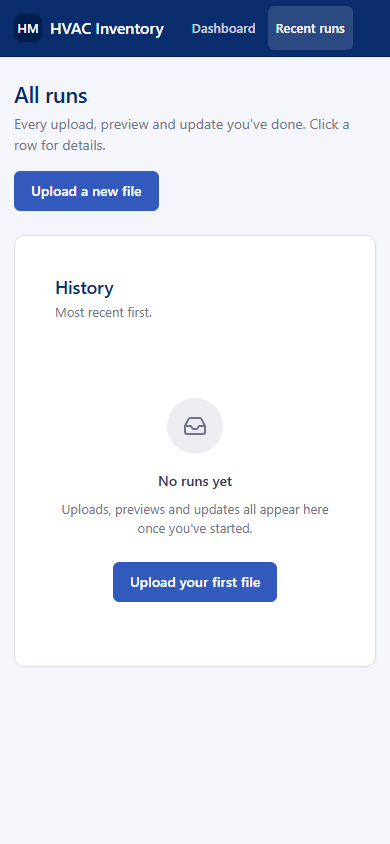 HM HVAC Inventory Dashboard Recent runs
All runs
Every upload, preview and update you've done. Click a
row for details.
Upload a new file
History
Most recent first.
No runs yet
Uploads, previews and updates all appear here
once you've started.
Upload your first file